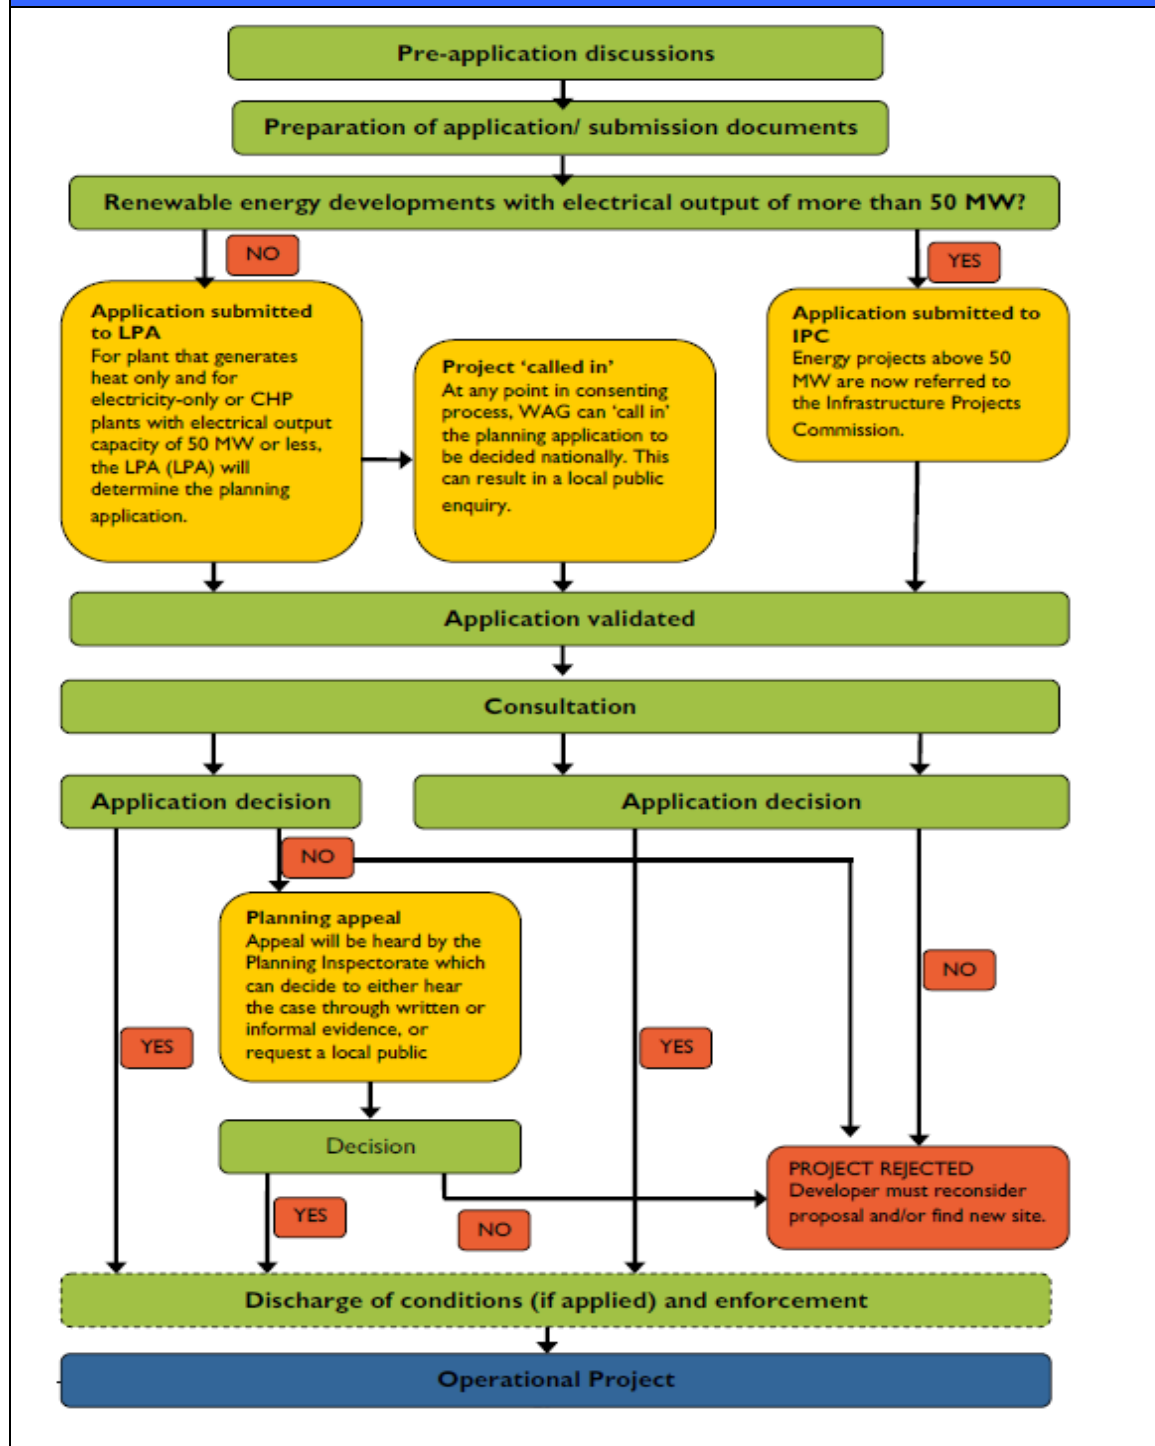 Pre-application discussions
Preparation of application/ submission documents
Renewable energy developments with electrical output of more than 50 MW?
NO
YES
Application submitted
to LPA
For plant that generates
heat only and for
electricity-only or CHP
plants with electrical output
capacity of 50 MW or less,
the LPA (LPA) will
determine the planning
application.
Project ‘called in’
At any point in consenting
process, WAG can ‘call in’
the planning application to
be decided nationally. This
can result in a local public
enquiry.
Application submitted to
IPC
Energy projects above 50
MW are now referred to
the Infrastructure Projects
Commission.
Application validated
Consultation
Application decision
Application decision
NO
Planning appeal
Appeal will be heard by the
Planning Inspectorate which
can decide to either hear
the case through written or
informal evidence, or
request a local public
NO
YES
YES
Decision
PROJECT REJECTED
Developer must reconsider
proposal and/or find new site.
YES
NO
Discharge of conditions (if applied) and enforcement
Operational Project